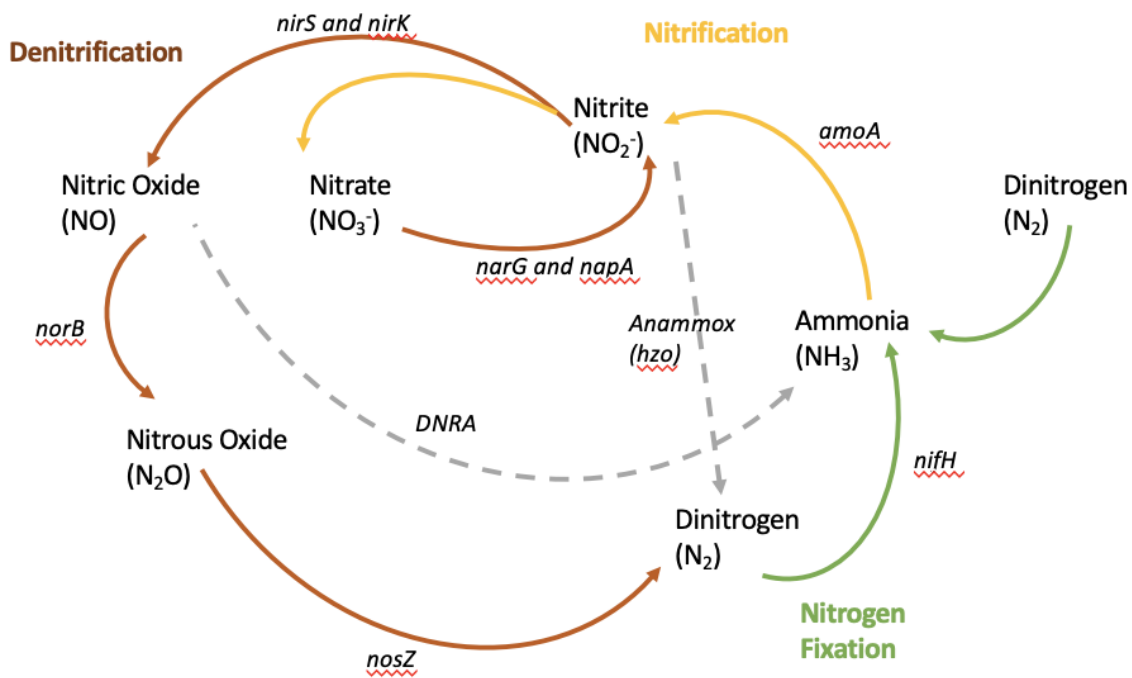 nirS and nirK
Denitrification
Nitrification
Nitrite
(NO₂⁻)
amoA
Nitric Oxide
(NO)
Nitrate
(NO₃⁻)
Dinitrogen
(N₂)
narG and napA
norB
Anammox
(hzo)
Ammonia
(NH₃)
DNRA
Nitrous Oxide
(N₂O)
nifH
Dinitrogen
(N₂)
Nitrogen
Fixation
nosZ